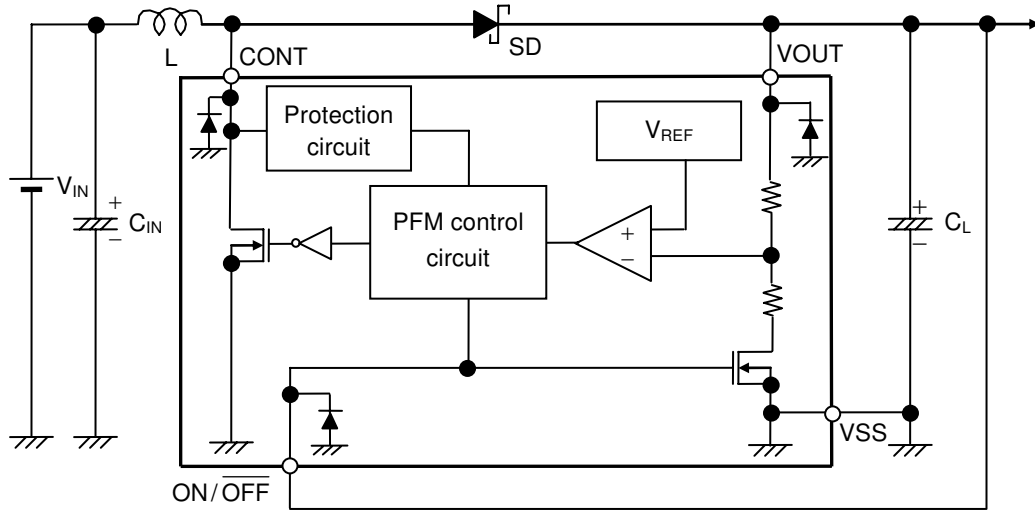 L
SD
CONT
VOUT
Protection
circuit
VREF
VIN
+
CIN
−
PFM control
circuit
+
−
+
CL
−
VSS
ON/OFF